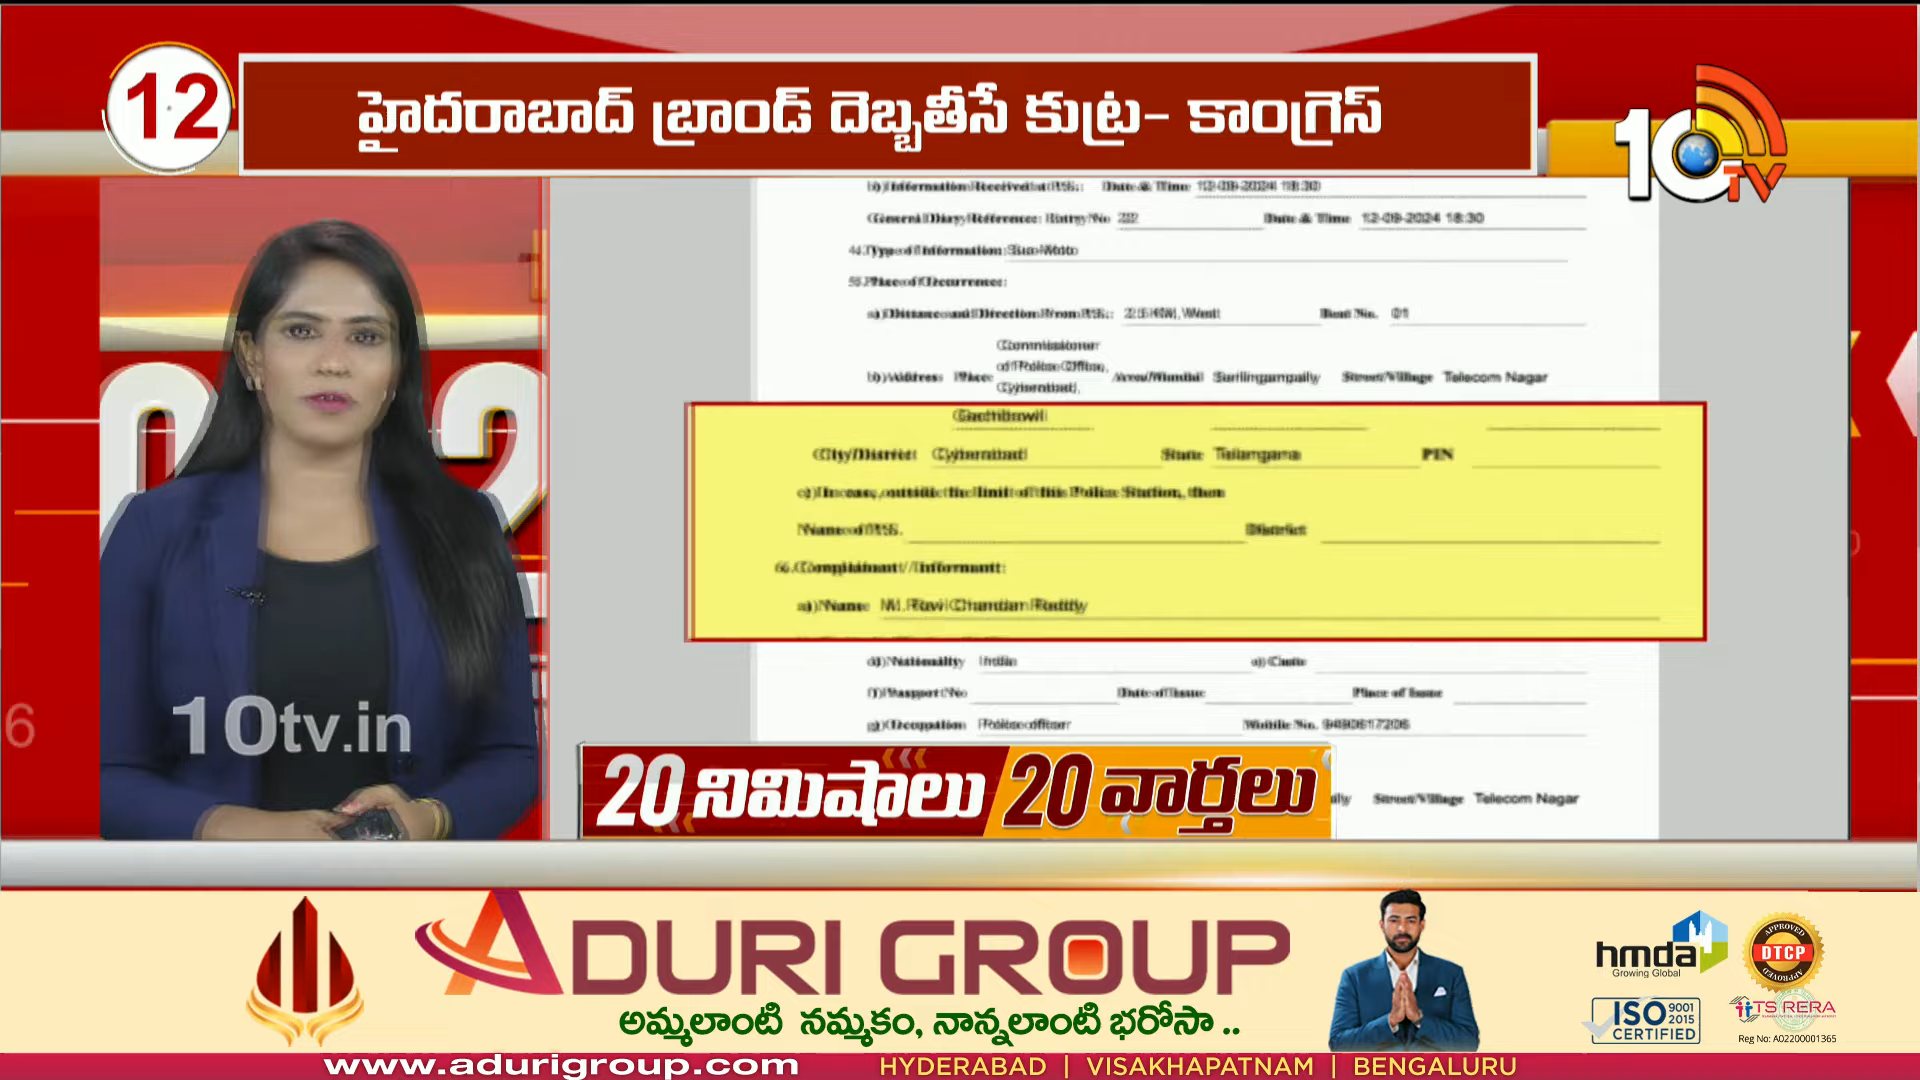 12
హైదరాబాద్ బ్రాండ్ దెబ్బతీసే కుట్ర- కాంగ్రెస్
10TV
b) Information Received at P.S.: Date & Time 12-09-2024 18:30
General Diary Reference: Entry No 22 Date & Time 12-09-2024 18:30
4. Type of Information: Suo-Moto
5. Place of Occurrence:
a) Distance and Direction From P.S.: West Beat No. 01
Commissioner
of Police Office,
b) Address: Place Area/Mandal Serilingampally Street/Village Telecom Nagar
Cyberabad,
Gachibowli
City/District Cyberabad State Telangana PIN
c) In case, outside the limit of this Police Station, then
Name of P.S. District
6. Complainant / Informant:
a) Name M. Ravi Chandan Reddy
d) Nationality India e) Caste
f) Passport No Date of Issue Place of Issue
g) Occupation Police officer Mobile No.
Street/Village Telecom Nagar
10tv.in
20 నిమిషాలు 20 వార్తలు
ADURI GROUP
అమ్మలాంటి నమ్మకం, నాన్నలాంటి భరోసా ..
hmda
Growing Global
APPROVED
DTCP
APPROVED
ISO 9001 2015
CERTIFIED
TS RERA
Reg No: A02200001365
www.adurigroup.com HYDERABAD | VISAKHAPATNAM | BENGALURU